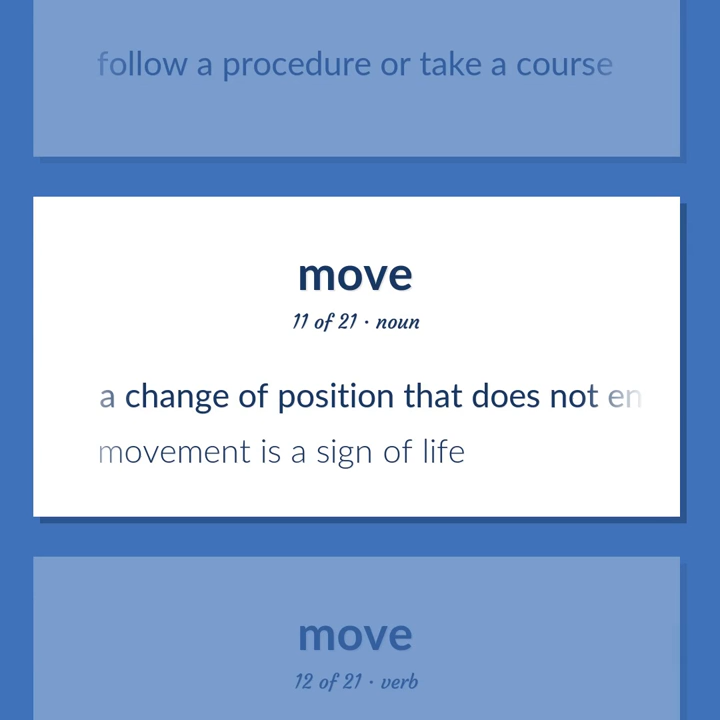 follow a procedure or take a course
move
11 of 21 · noun
a change of position that does not en
movement is a sign of life
move
12 of 21 · verb